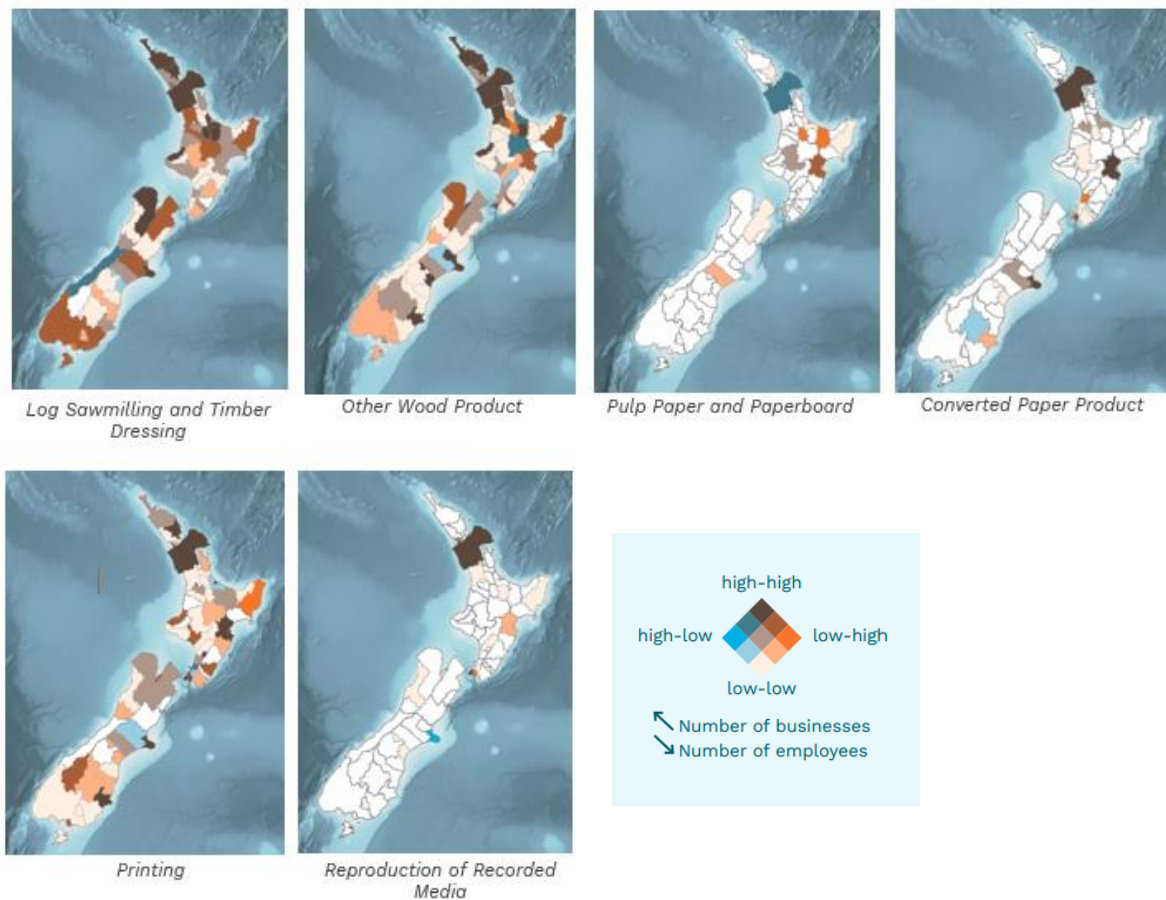 Log Sawmilling and Timber
Dressing
Other Wood Product
Pulp Paper and Paperboard
Converted Paper Product
Printing
Reproduction of Recorded
Media
high-high
high-low
low-high
low-low
Number of businesses
Number of employees